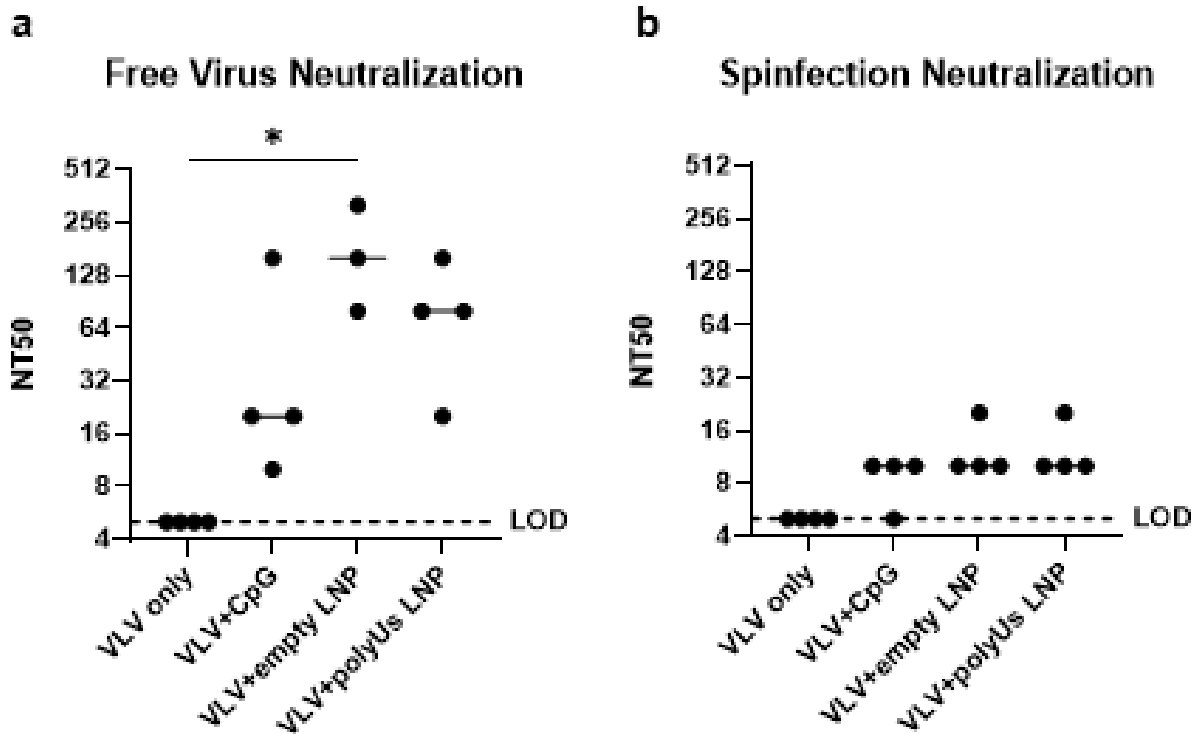 a
Free Virus Neutralization
*
512
256
128
64
32
16
8
4
NT50
LOD
VLV only
VLV+CpG
VLV+empty LNP
VLV+polyUs LNP
b
Spinfection Neutralization
512
256
128
64
32
16
8
4
NT50
LOD
VLV only
VLV+CpG
VLV+empty LNP
VLV+polyUs LNP